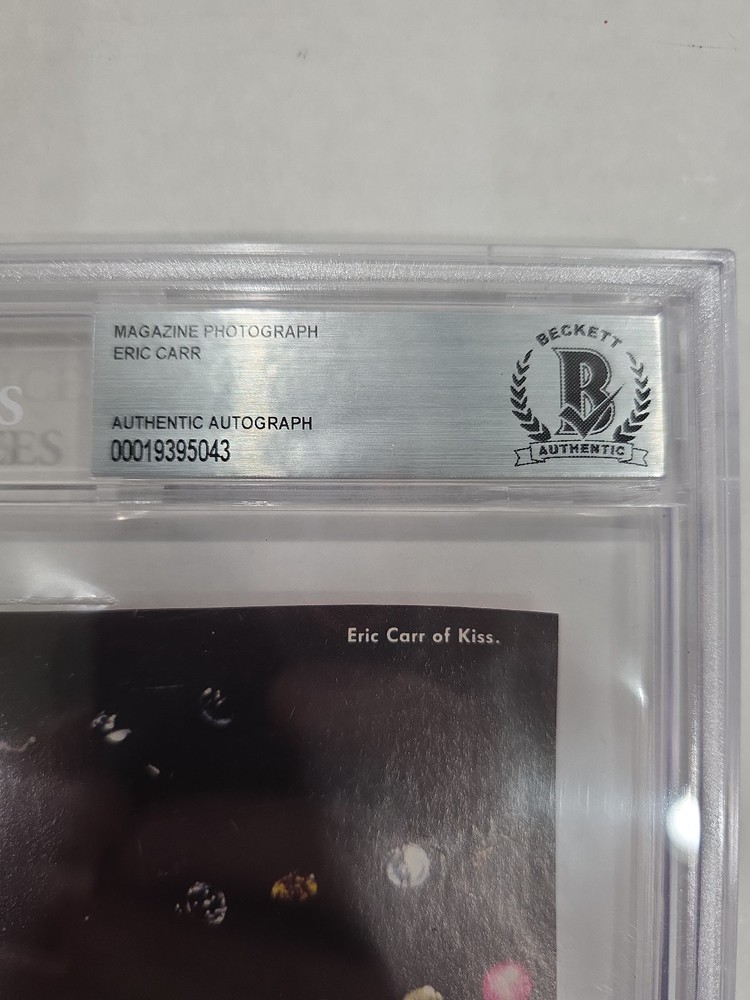 MAGAZINE PHOTOGRAPH
ERIC CARR
AUTHENTIC AUTOGRAPH
00019395043
BECKETT
B
AUTHENTIC
Eric Carr of Kiss.